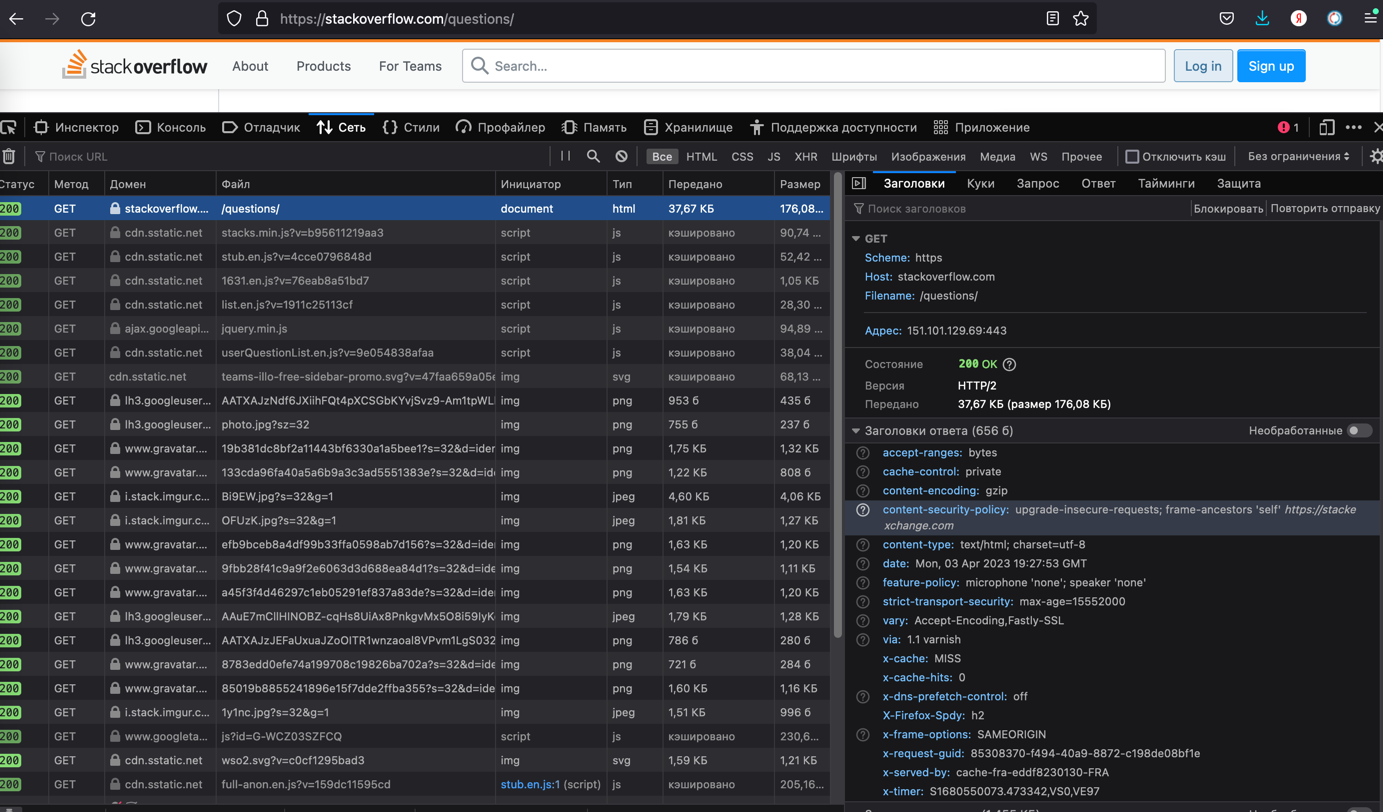 https://stackoverflow.com/questions/
stackoverflow About Products For Teams Search... Log in Sign up
Инспектор Консоль Отладчик Сеть Стили Профайлер Память Хранилище Поддержка доступности Приложение 1
Поиск URL Все HTML CSS JS XHR Шрифты Изображения Медиа WS Прочее Отключить кэш Без ограничения
Статус Метод Домен Файл Инициатор Тип Передано Размер
200 GET stackoverflow.... /questions/ document html 37,67 КБ 176,08...
200 GET cdn.sstatic.net stacks.min.js?v=b95611219aa3 script js кэшировано 90,74 ...
200 GET cdn.sstatic.net stub.en.js?v=4cce0796848d script js кэшировано 52,42 ...
200 GET cdn.sstatic.net 1631.en.js?v=76eab8a51bd7 script js кэшировано 1,05 КБ
200 GET cdn.sstatic.net list.en.js?v=1911c25113cf script js кэшировано 28,30 ...
200 GET ajax.googleapi... jquery.min.js script js кэшировано 94,89 ...
200 GET cdn.sstatic.net userQuestionList.en.js?v=9e054838afaa script js кэшировано 38,04 ...
200 GET cdn.sstatic.net teams-illo-free-sidebar-promo.svg?v=47faa659a05e img svg кэшировано 68,13 ...
200 GET lh3.googleuser... AATXAJzNdf6JXiihFQt4pXCSGbKYvjSvz9-Am1tpWL img png 953 б 435 б
200 GET lh3.googleuser... photo.jpg?sz=32 img png 755 б 237 б
200 GET www.gravatar.... 19b381dc8bf2a11443bf6330a1a5bee1?s=32&d=iden img png 1,75 КБ 1,32 КБ
200 GET www.gravatar.... 133cda96fa40a5a6b9a3c3ad5551383e?s=32&d=iden img png 1,22 КБ 808 б
200 GET i.stack.imgur.c... Bi9EW.jpg?s=32&g=1 img jpeg 4,60 КБ 4,06 КБ
200 GET i.stack.imgur.c... OFUzK.jpg?s=32&g=1 img jpeg 1,81 КБ 1,27 КБ
200 GET www.gravatar.... efb9bceb8a4df99b33ffa0598ab7d156?s=32&d=iden img png 1,63 КБ 1,20 КБ
200 GET www.gravatar.... 9fbb28f41c9a9f2e6063d3d688ea84d1?s=32&d=iden img png 1,54 КБ 1,11 КБ
200 GET www.gravatar.... a45f3f4d46297c1eb05291ef837a83de?s=32&d=iden img png 1,63 КБ 1,20 КБ
200 GET lh3.googleuser... AAuE7mCllHINOBZ-cqHs8UiAx8PnkgvMx5O8i59IyK img jpeg 1,79 КБ 1,28 КБ
200 GET lh3.googleuser... AATXAJzJEFaUxuaJZoOITR1wnzaoal8VPvm1LgS032 img png 786 б 280 б
200 GET www.gravatar.... 8783edd0efe74a199708c19826ba702a?s=32&d=ide img png 721 б 284 б
200 GET www.gravatar.... 85019b8855241896e15f7dde2ffba355?s=32&d=iden img png 1,60 КБ 1,16 КБ
200 GET i.stack.imgur.c... 1y1nc.jpg?s=32&g=1 img jpeg 1,51 КБ 996 б
200 GET www.googleta... js?id=G-WCZ03SZFCQ script js кэшировано 230,6...
200 GET cdn.sstatic.net wso2.svg?v=c0cf1295bad3 img svg 1,59 КБ 1,21 КБ
200 GET cdn.sstatic.net full-anon.en.js?v=159dc11595cd stub.en.js:1 (script) js кэшировано 205,16...
Заголовки Куки Запрос Ответ Тайминги Защита
Поиск заголовков Блокировать Повторить отправку
GET
Scheme: https
Host: stackoverflow.com
Filename: /questions/
Адрес: 151.101.129.69:443
Состояние 200 OK
Версия HTTP/2
Передано 37,67 КБ (размер 176,08 КБ)
Заголовки ответа (656 б) Необработанные
accept-ranges: bytes
cache-control: private
content-encoding: gzip
content-security-policy: upgrade-insecure-requests; frame-ancestors 'self' https://stacke
xchange.com
content-type: text/html; charset=utf-8
date: Mon, 03 Apr 2023 19:27:53 GMT
feature-policy: microphone 'none'; speaker 'none'
strict-transport-security: max-age=15552000
vary: Accept-Encoding,Fastly-SSL
via: 1.1 varnish
x-cache: MISS
x-cache-hits: 0
x-dns-prefetch-control: off
X-Firefox-Spdy: h2
x-frame-options: SAMEORIGIN
x-request-guid: 85308370-f494-40a9-8872-c198de08bf1e
x-served-by: cache-fra-eddf8230130-FRA
x-timer: S1680550073.473342,VS0,VE97